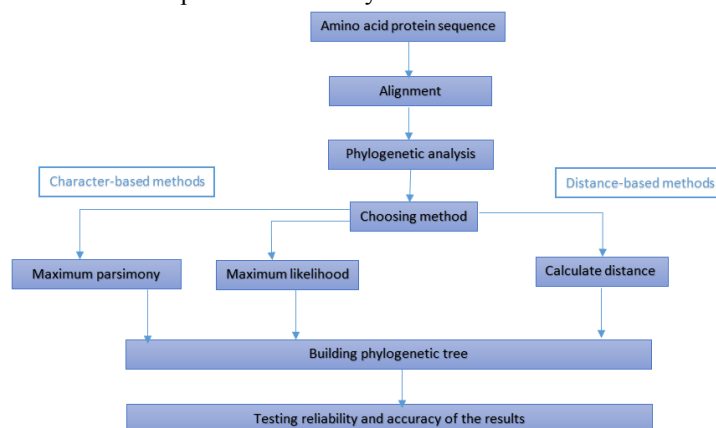 Amino acid protein sequence
Alignment
Phylogenetic analysis
Character-based methods
Distance-based methods
Choosing method
Maximum parsimony
Maximum likelihood
Calculate distance
Building phylogenetic tree
Testing reliability and accuracy of the results